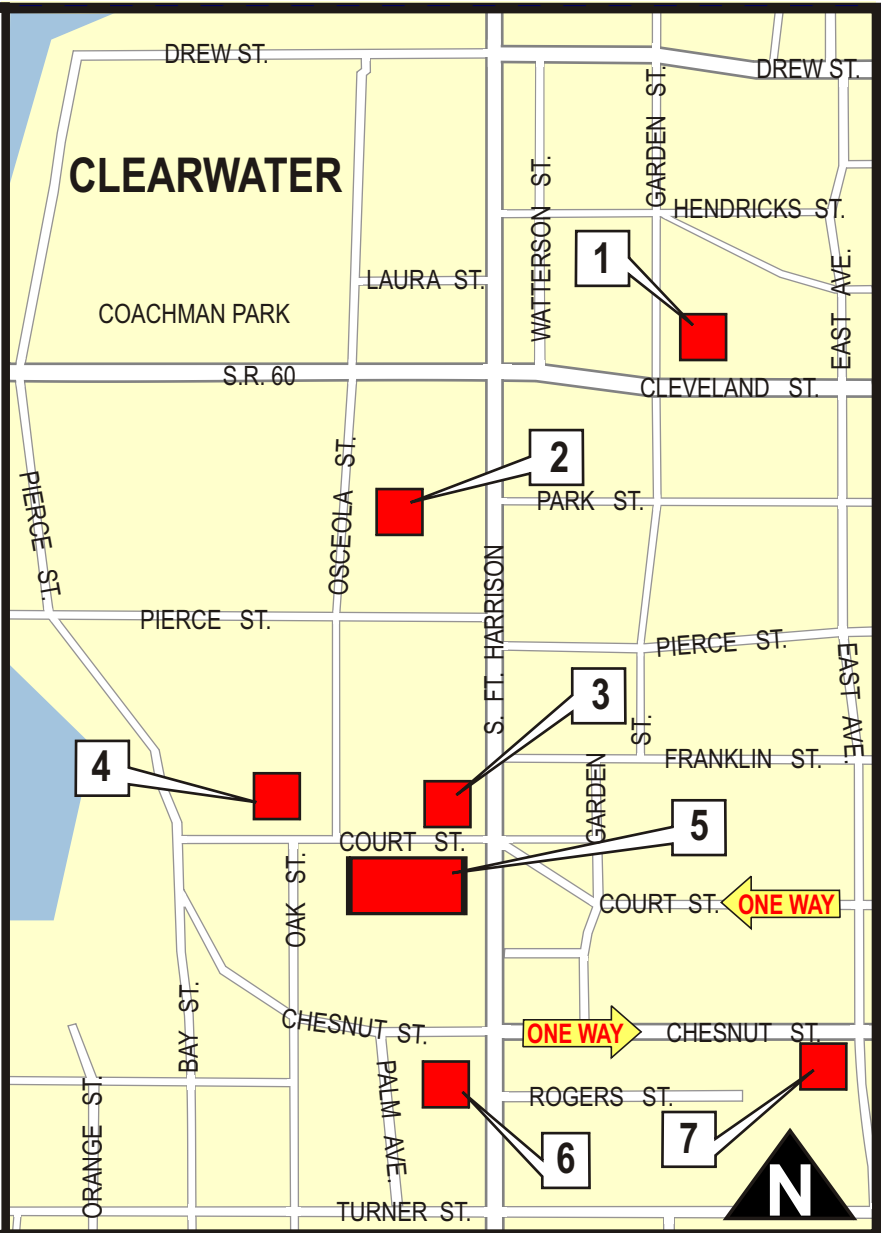 DREW ST.
DREW ST.
CLEARWATER
GARDEN ST.
WATTERSON ST.
HENDRICKS ST.
1
LAURA ST.
EAST AVE.
COACHMAN PARK
S.R. 60
CLEVELAND ST.
2
OSCEOLA ST.
PARK ST.
PIERCE ST.
PIERCE ST.
S. FT. HARRISON
PIERCE ST.
EAST AVE.
3
4
GARDEN ST.
FRANKLIN ST.
5
COURT ST.
OAK ST.
COURT ST.
ONE WAY
BAY ST.
CHESNUT ST.
ONE WAY
CHESNUT ST.
ORANGE ST.
PALM AVE.
ROGERS ST.
6
7
N
TURNER ST.